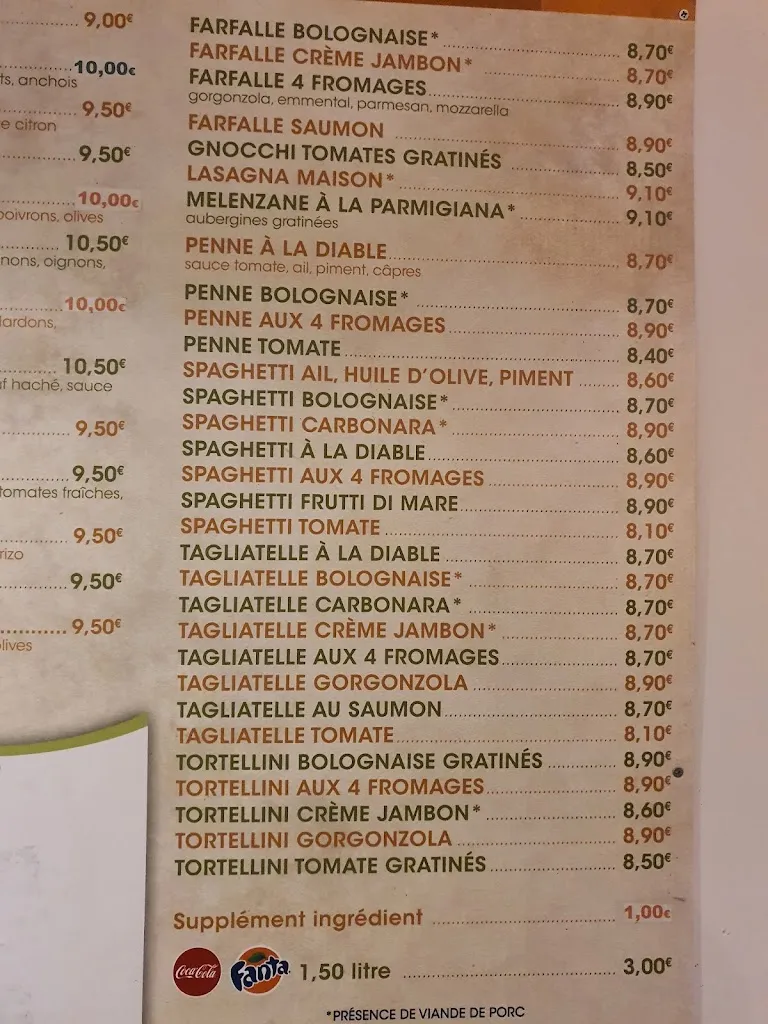 9,00€
10,00€
ts, anchois
9,50€
e citron
9,50€
10,00€
poivrons, olives
10,50€
nons, oignons,
10,00€
lardons,
10,50€
uf haché, sauce
9,50€
9,50€
tomates fraîches,
9,50€
rizo
9,50€
9,50€
lives
FARFALLE BOLOGNAISE* 8,70€
FARFALLE CRÈME JAMBON* 8,70€
FARFALLE 4 FROMAGES 8,90€
gorgonzola, emmental, parmesan, mozzarella
FARFALLE SAUMON 8,90€
GNOCCHI TOMATES GRATINÉS 8,50€
LASAGNA MAISON* 9,10€
MELENZANE À LA PARMIGIANA* 9,10€
aubergines gratinées
PENNE À LA DIABLE 8,70€
sauce tomate, ail, piment, câpres
PENNE BOLOGNAISE* 8,70€
PENNE AUX 4 FROMAGES 8,90€
PENNE TOMATE 8,40€
SPAGHETTI AIL, HUILE D'OLIVE, PIMENT 8,60€
SPAGHETTI BOLOGNAISE* 8,70€
SPAGHETTI CARBONARA* 8,90€
SPAGHETTI À LA DIABLE 8,60€
SPAGHETTI AUX 4 FROMAGES 8,90€
SPAGHETTI FRUTTI DI MARE 8,90€
SPAGHETTI TOMATE 8,10€
TAGLIATELLE À LA DIABLE 8,70€
TAGLIATELLE BOLOGNAISE* 8,70€
TAGLIATELLE CARBONARA* 8,70€
TAGLIATELLE CRÈME JAMBON* 8,70€
TAGLIATELLE AUX 4 FROMAGES 8,70€
TAGLIATELLE GORGONZOLA 8,90€
TAGLIATELLE AU SAUMON 8,70€
TAGLIATELLE TOMATE 8,10€
TORTELLINI BOLOGNAISE GRATINÉS 8,90€
TORTELLINI AUX 4 FROMAGES 8,90€
TORTELLINI CRÈME JAMBON* 8,60€
TORTELLINI GORGONZOLA 8,90€
TORTELLINI TOMATE GRATINÉS 8,50€
Supplément ingrédient 1,00€
Coca-Cola Fanta 1,50 litre 3,00€
*PRÉSENCE DE VIANDE DE PORC